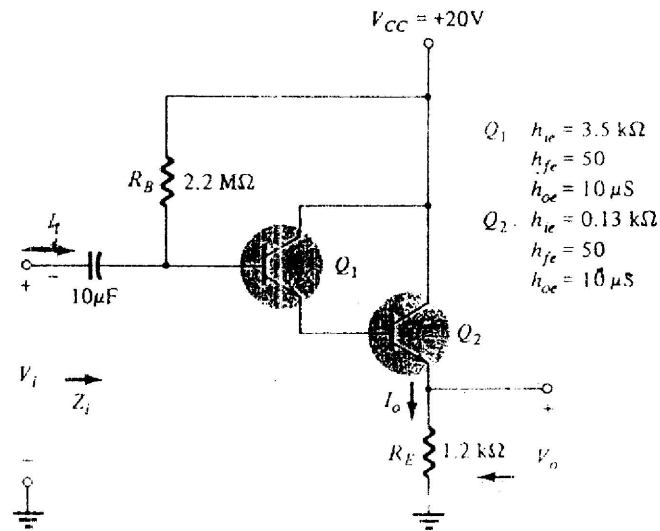 V_CC = +20V
Q_1 h_ie = 3.5 kΩ
h_fe = 50
h_oe = 10 μS
Q_2 h_ie = 0.13 kΩ
h_fe = 50
h_oe = 10 μS
R_B 2.2 MΩ
I_i
Q_1
+ −
10μF
Q_2
V_i
Z_i
I_o
+
R_E 1.2 kΩ
V_o
−